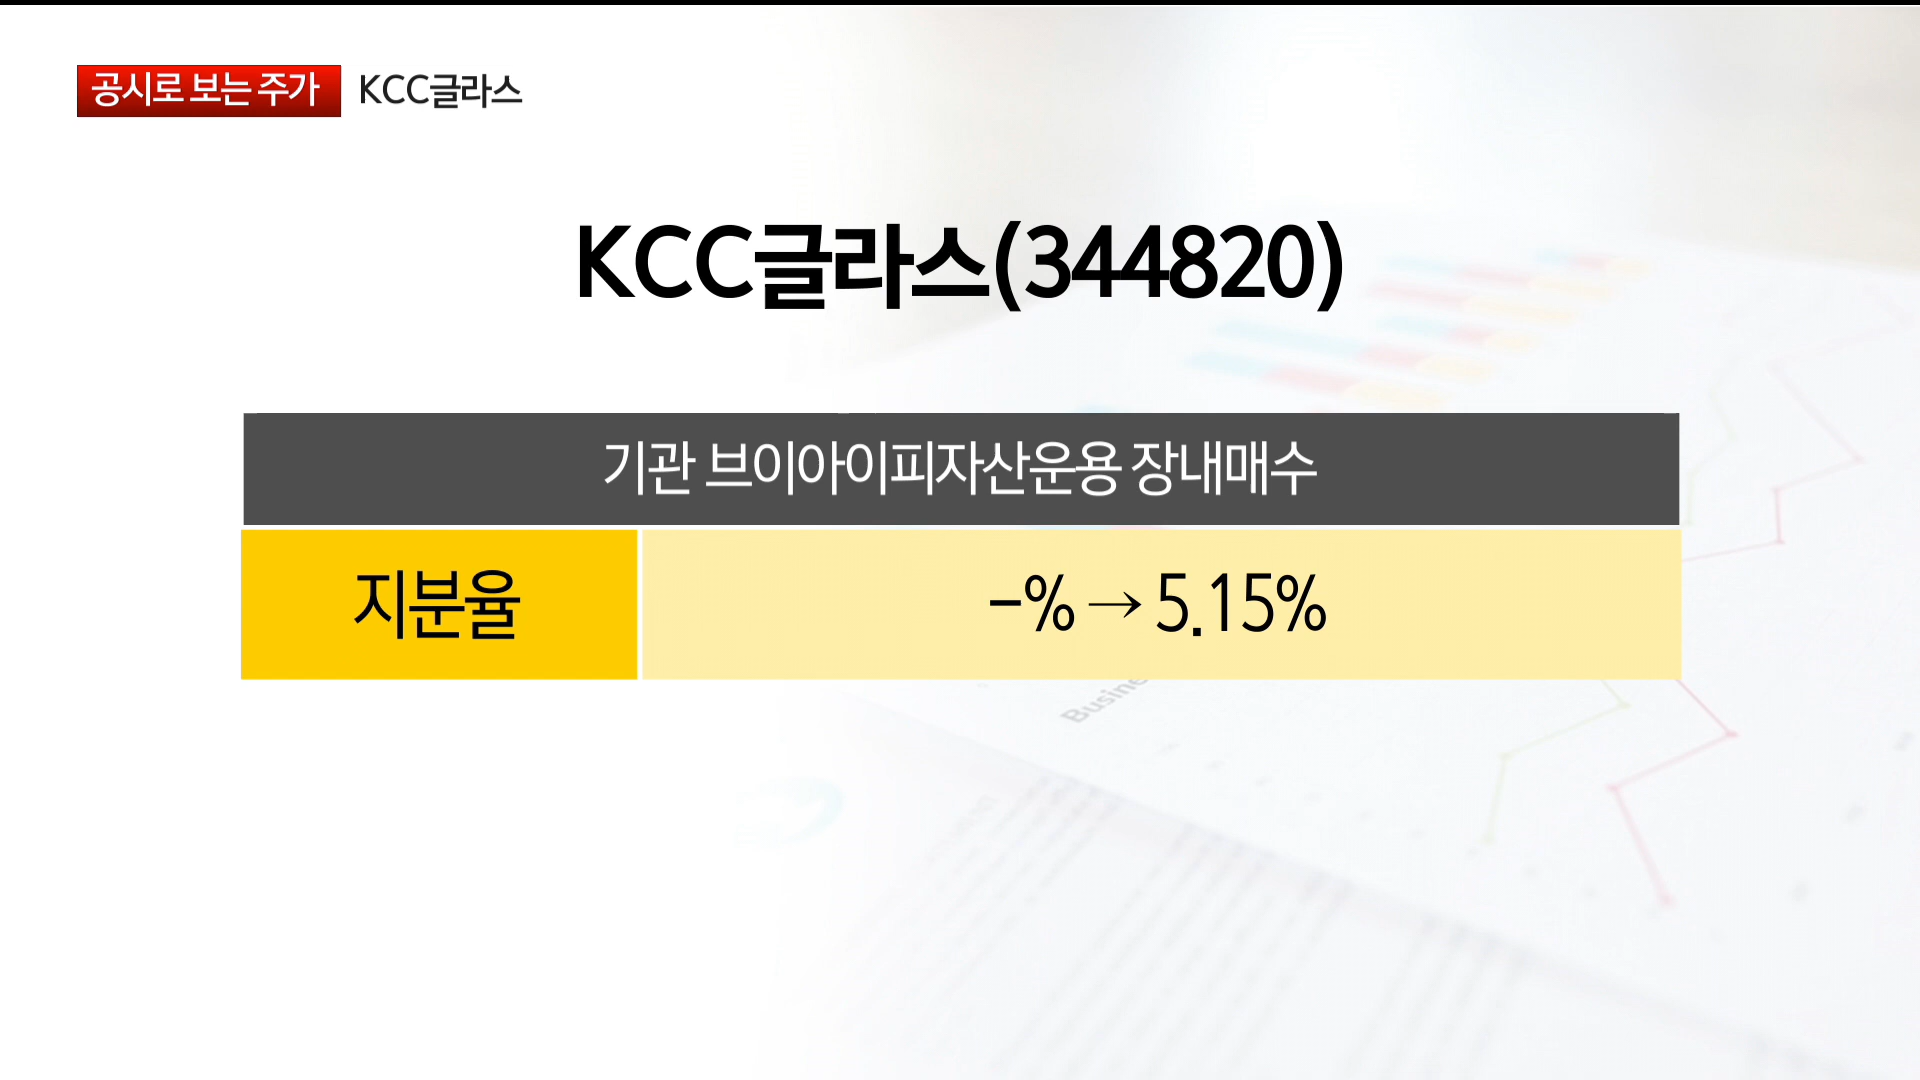 공시로 보는 주가 KCC글라스
KCC글라스(344820)
기관 브이아이피자산운용 장내매수
지분율 -% → 5.15%
Busine